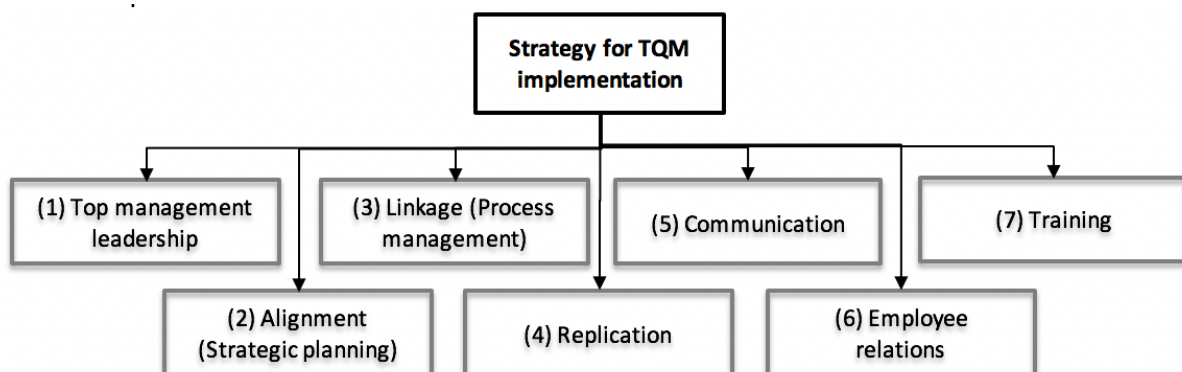 Strategy for TQM
implementation
(1) Top management
leadership
(2) Alignment
(Strategic planning)
(3) Linkage (Process
management)
(4) Replication
(5) Communication
(6) Employee
relations
(7) Training